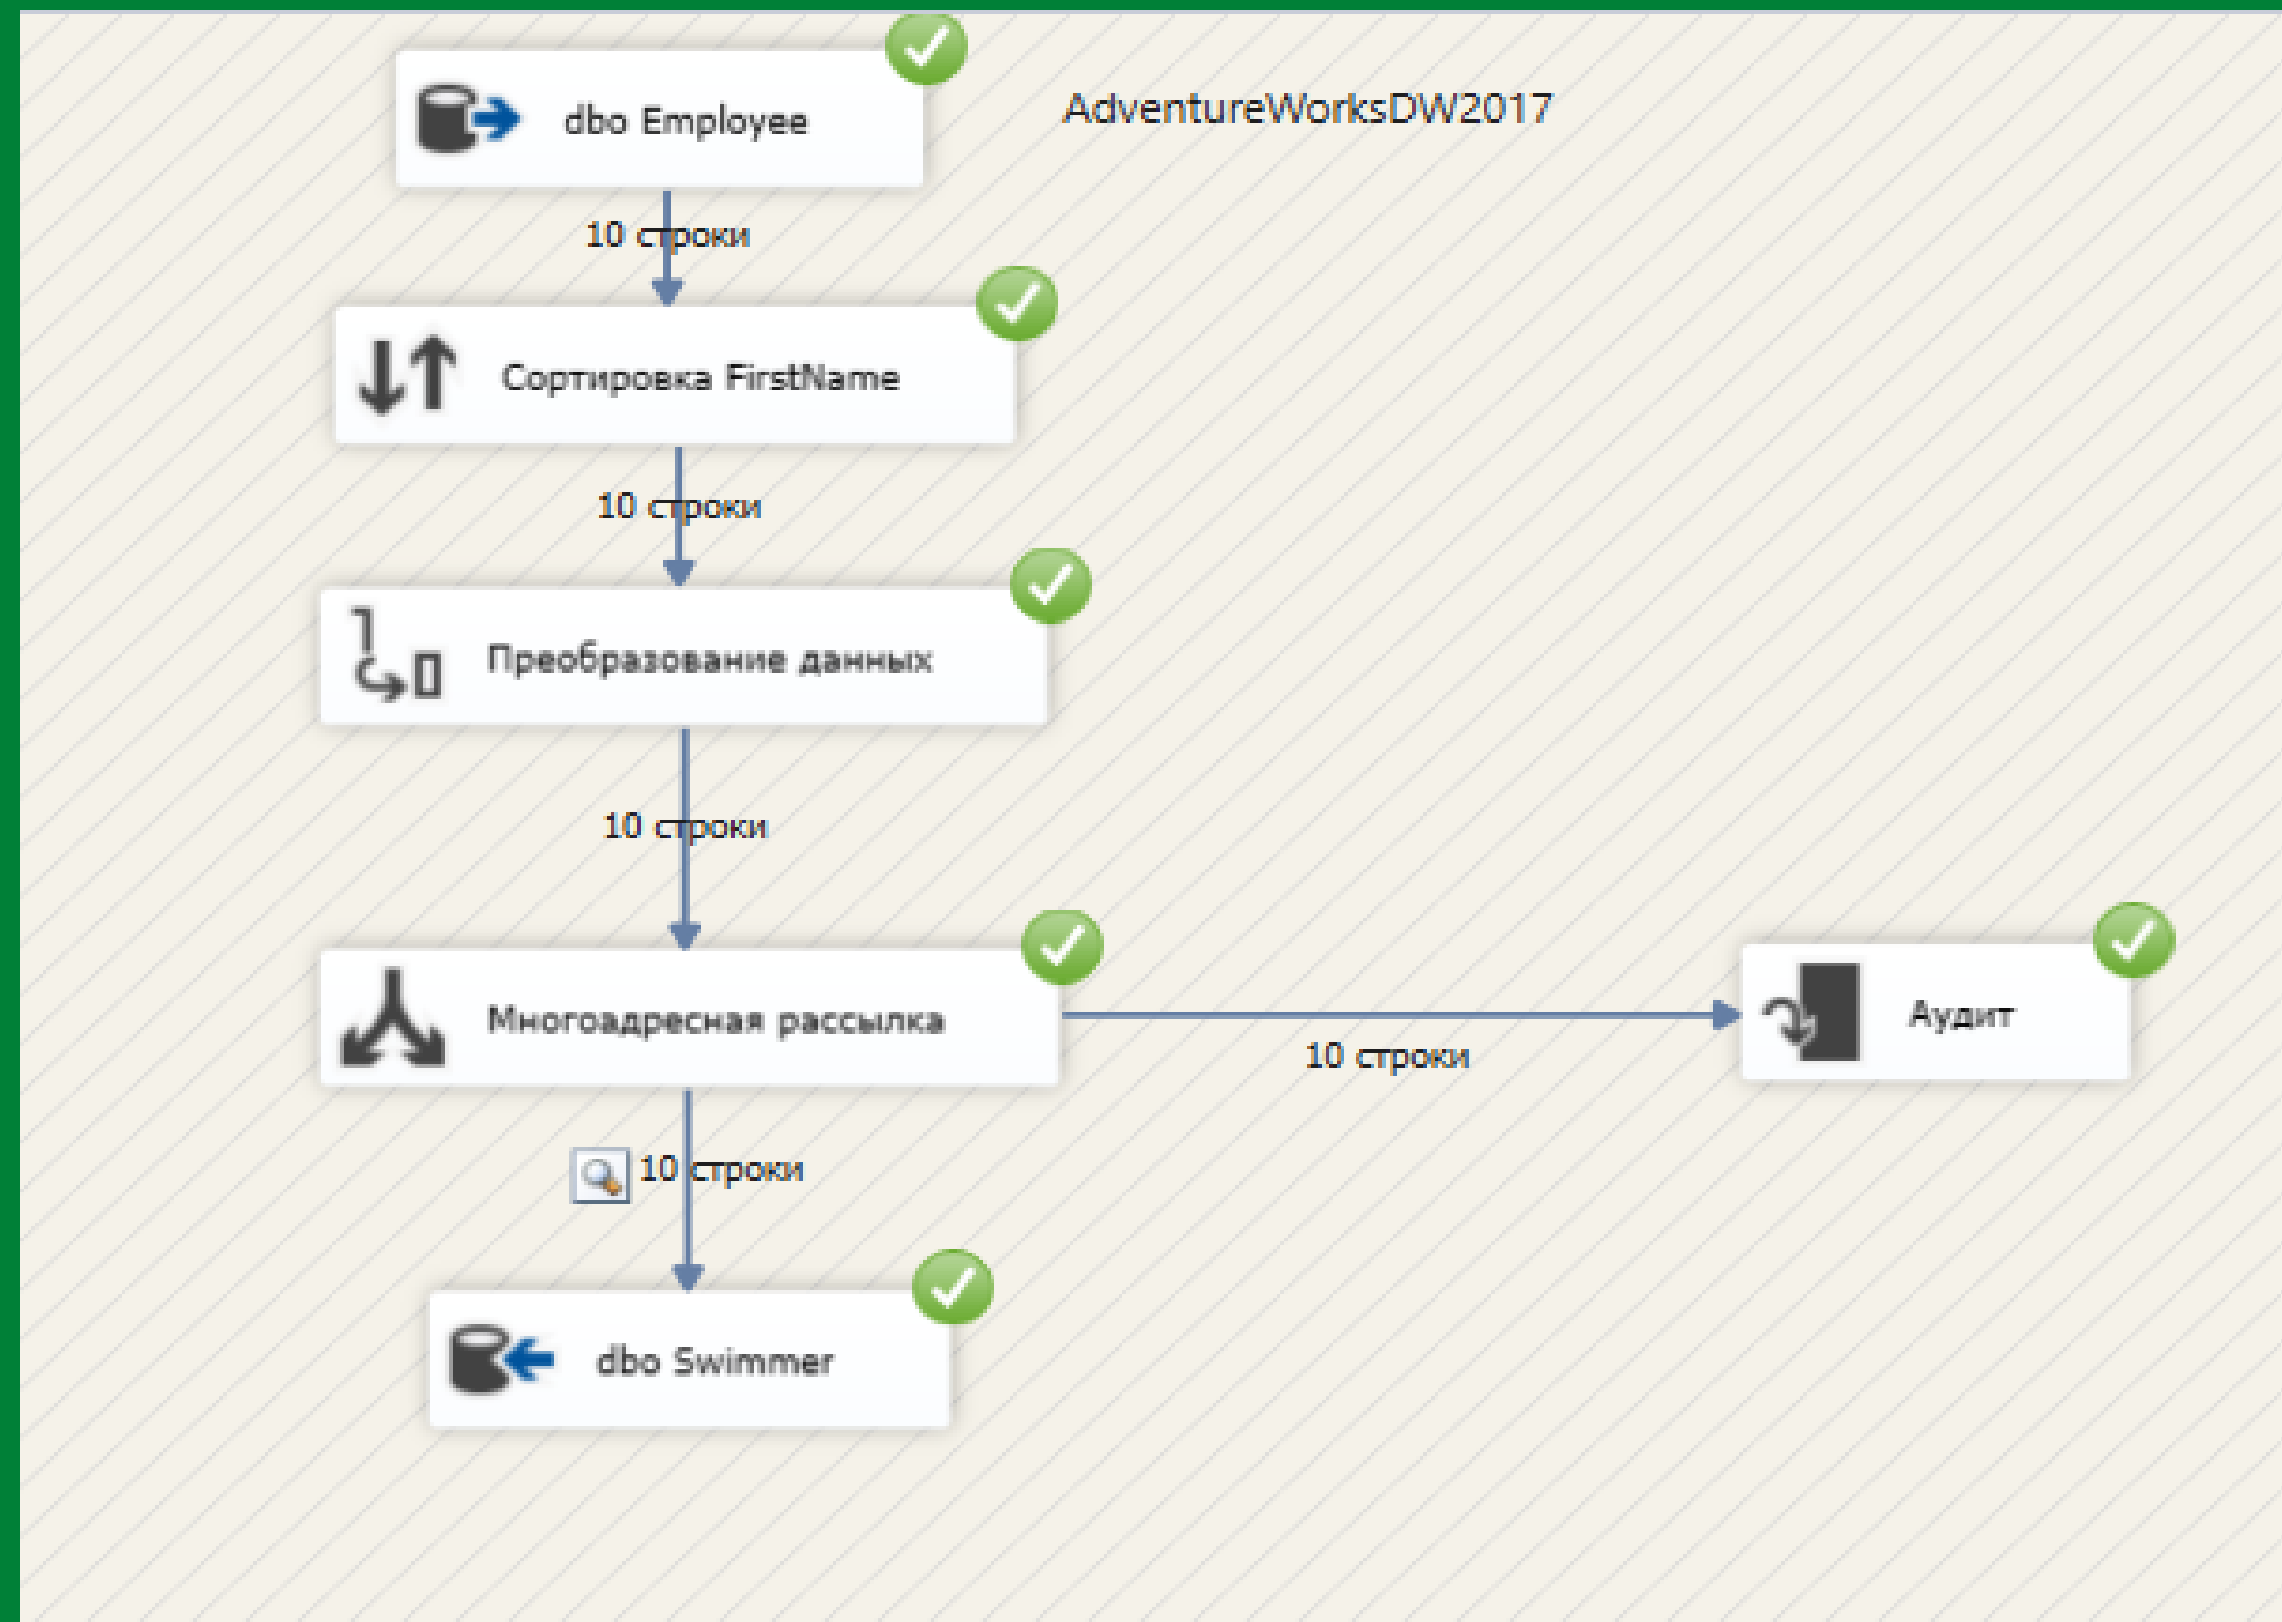 dbo Employee
AdventureWorksDW2017
10 строки
Сортировка FirstName
10 строки
Преобразование данных
10 строки
Многоадресная рассылка
Аудит
10 строки
10 строки
dbo Swimmer